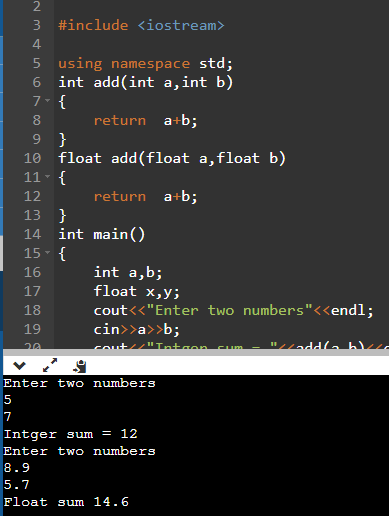 2
3 #include <iostream>
4
5 using namespace std;
6 int add(int a,int b)
7 {
8 return a+b;
9 }
10 float add(float a,float b)
11 {
12 return a+b;
13 }
14 int main()
15 {
16 int a,b;
17 float x,y;
18 cout<<"Enter two numbers"<<endl;
19 cin>>a>>b;
20 cout<<"Intger sum = "<<add(a,b)<<
Enter two numbers
5
7
Intger sum = 12
Enter two numbers
8.9
5.7
Float sum 14.6